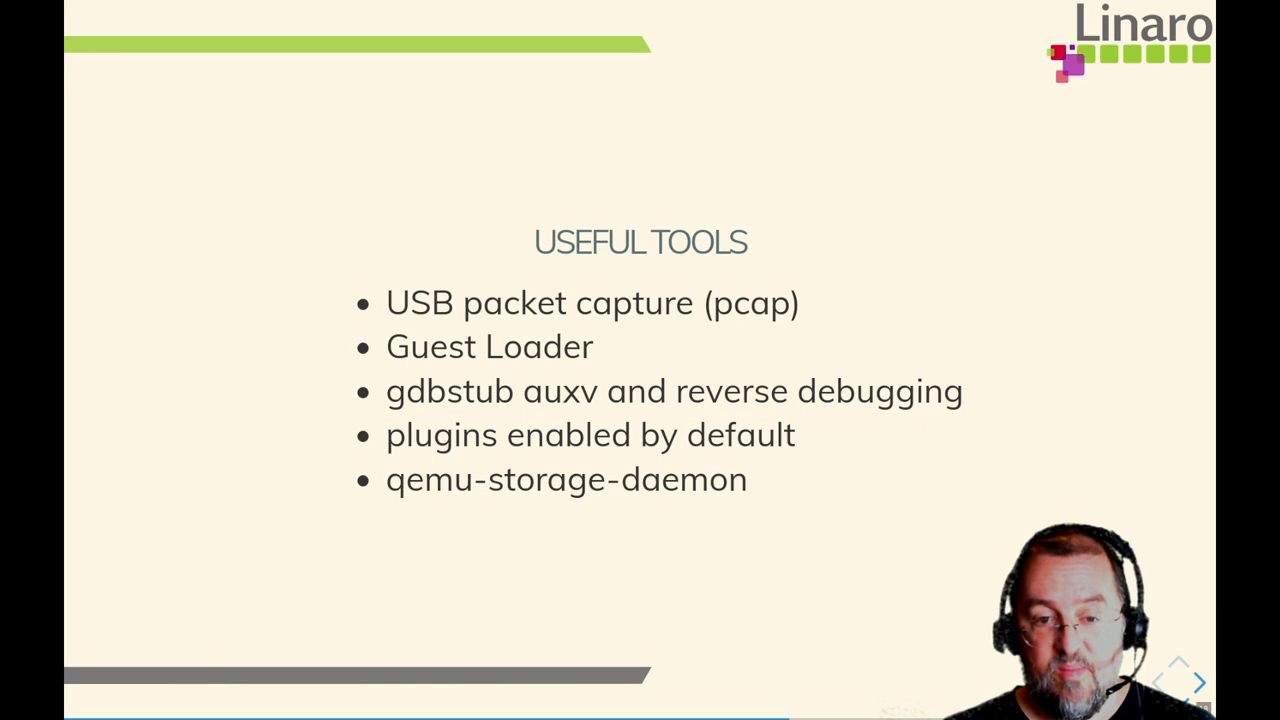 Linaro
USEFUL TOOLS
USB packet capture (pcap)
Guest Loader
gdbstub auxv and reverse debugging
plugins enabled by default
qemu-storage-daemon